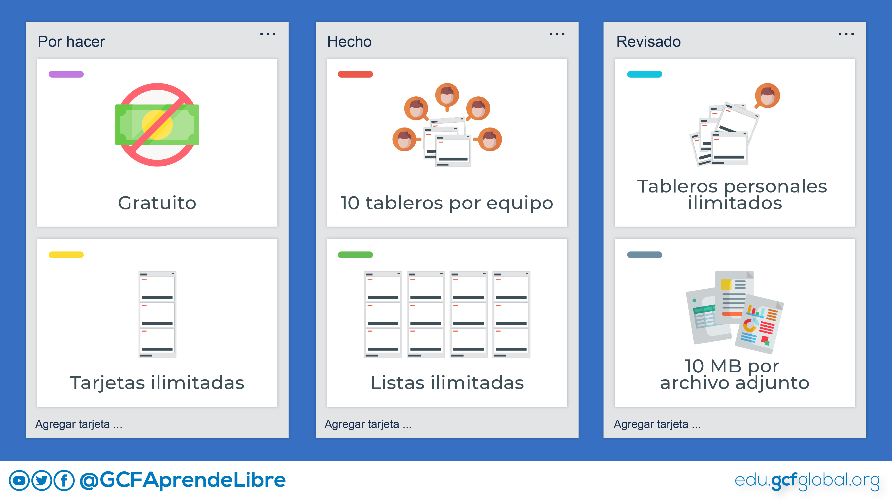 Por hacer
...
Gratuito
Tarjetas ilimitadas
Agregar tarjeta ...
Hecho
...
10 tableros por equipo
Listas ilimitadas
Agregar tarjeta ...
Revisado
...
Tableros personales
ilimitados
10 MB por
archivo adjunto
Agregar tarjeta ...
@GCFAprendeLibre
edu.gcfglobal.org